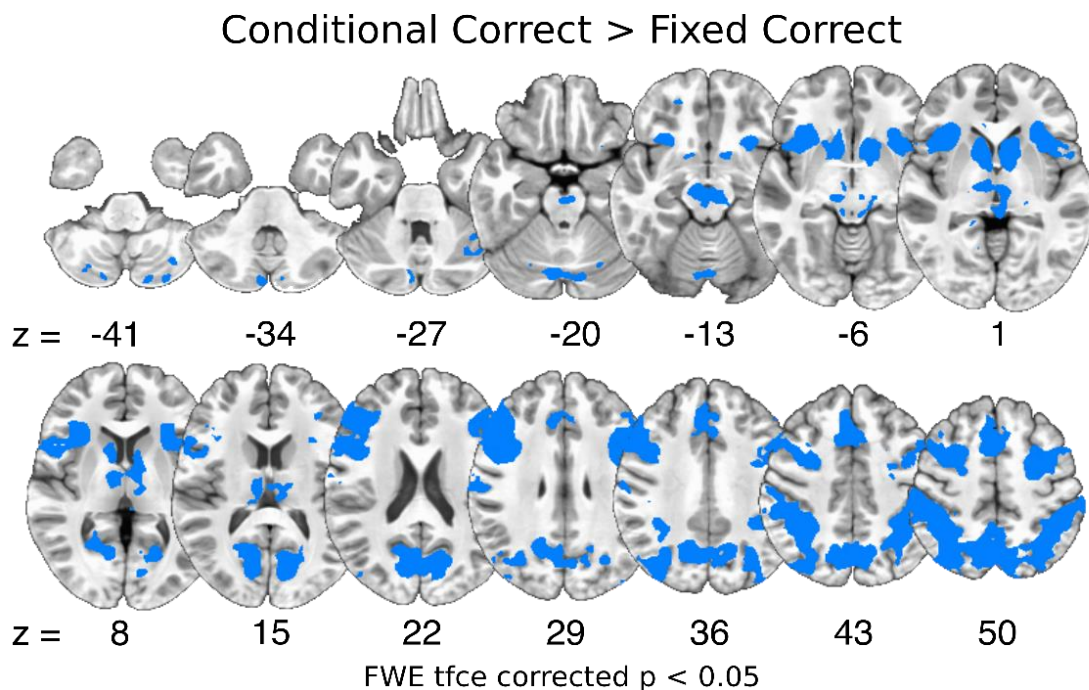 Conditional Correct > Fixed Correct
z = -41 -34 -27 -20 -13 -6 1
z = 8 15 22 29 36 43 50
FWE tfce corrected p < 0.05